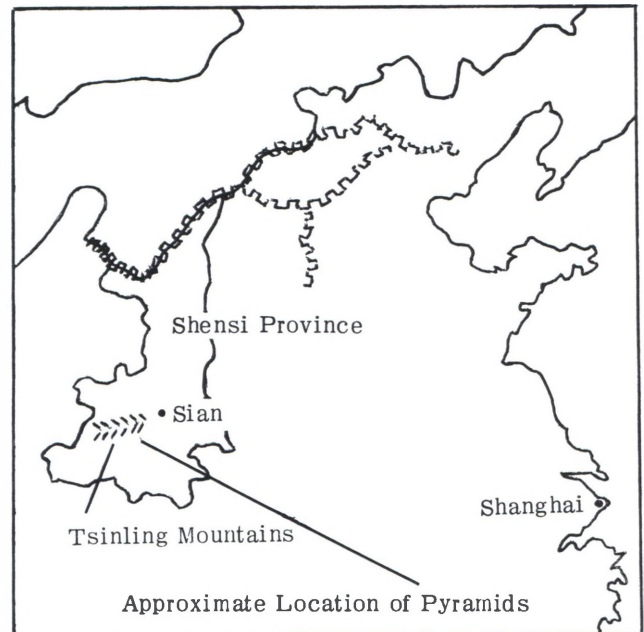 Shensi Province
Sian
Shanghai
Tsinling Mountains
Approximate Location of Pyramids